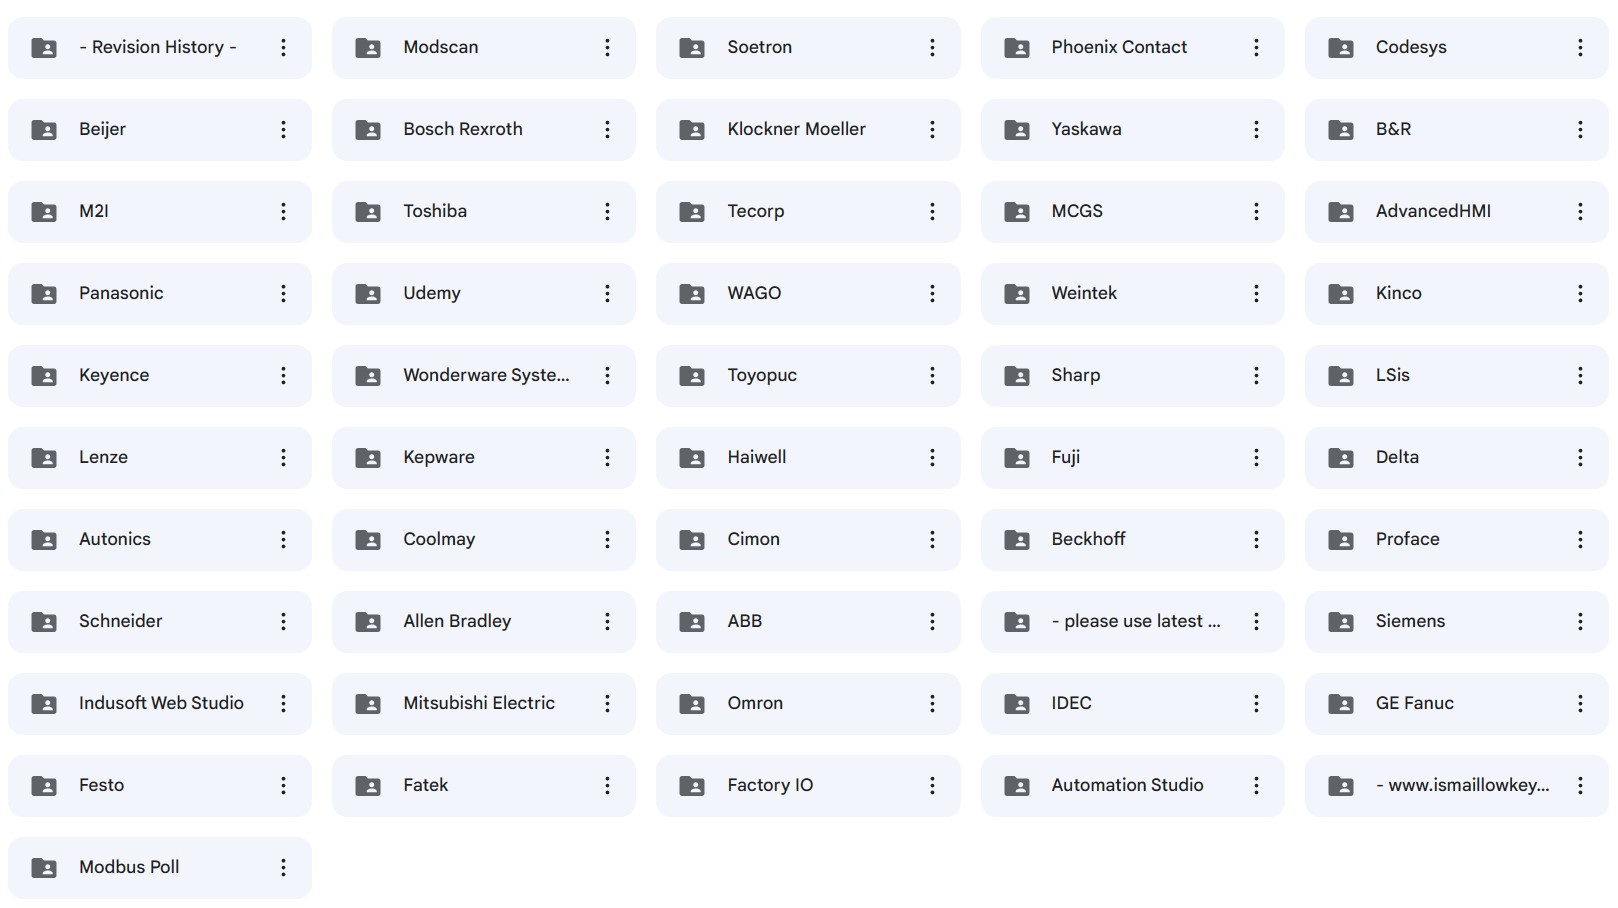 - Revision History -
Modscan
Soetron
Phoenix Contact
Codesys
Beijer
Bosch Rexroth
Klockner Moeller
Yaskawa
B&R
M2I
Toshiba
Tecorp
MCGS
AdvancedHMI
Panasonic
Udemy
WAGO
Weintek
Kinco
Keyence
Wonderware Syste...
Toyopuc
Sharp
LSis
Lenze
Kepware
Haiwell
Fuji
Delta
Autonics
Coolmay
Cimon
Beckhoff
Proface
Schneider
Allen Bradley
ABB
- please use latest ...
Siemens
Indusoft Web Studio
Mitsubishi Electric
Omron
IDEC
GE Fanuc
Festo
Fatek
Factory IO
Automation Studio
- www.ismaillowkey...
Modbus Poll